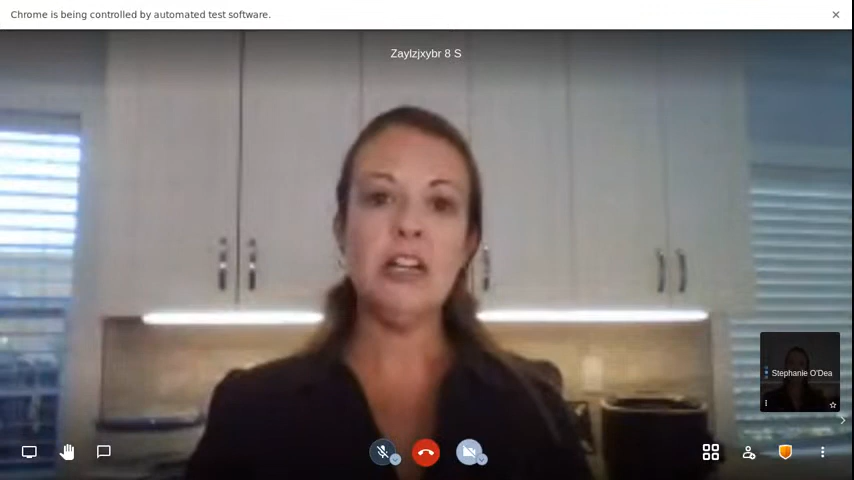 Chrome is being controlled by automated test software.
Zaylzjxybr 8 S
Stephanie O'Dea